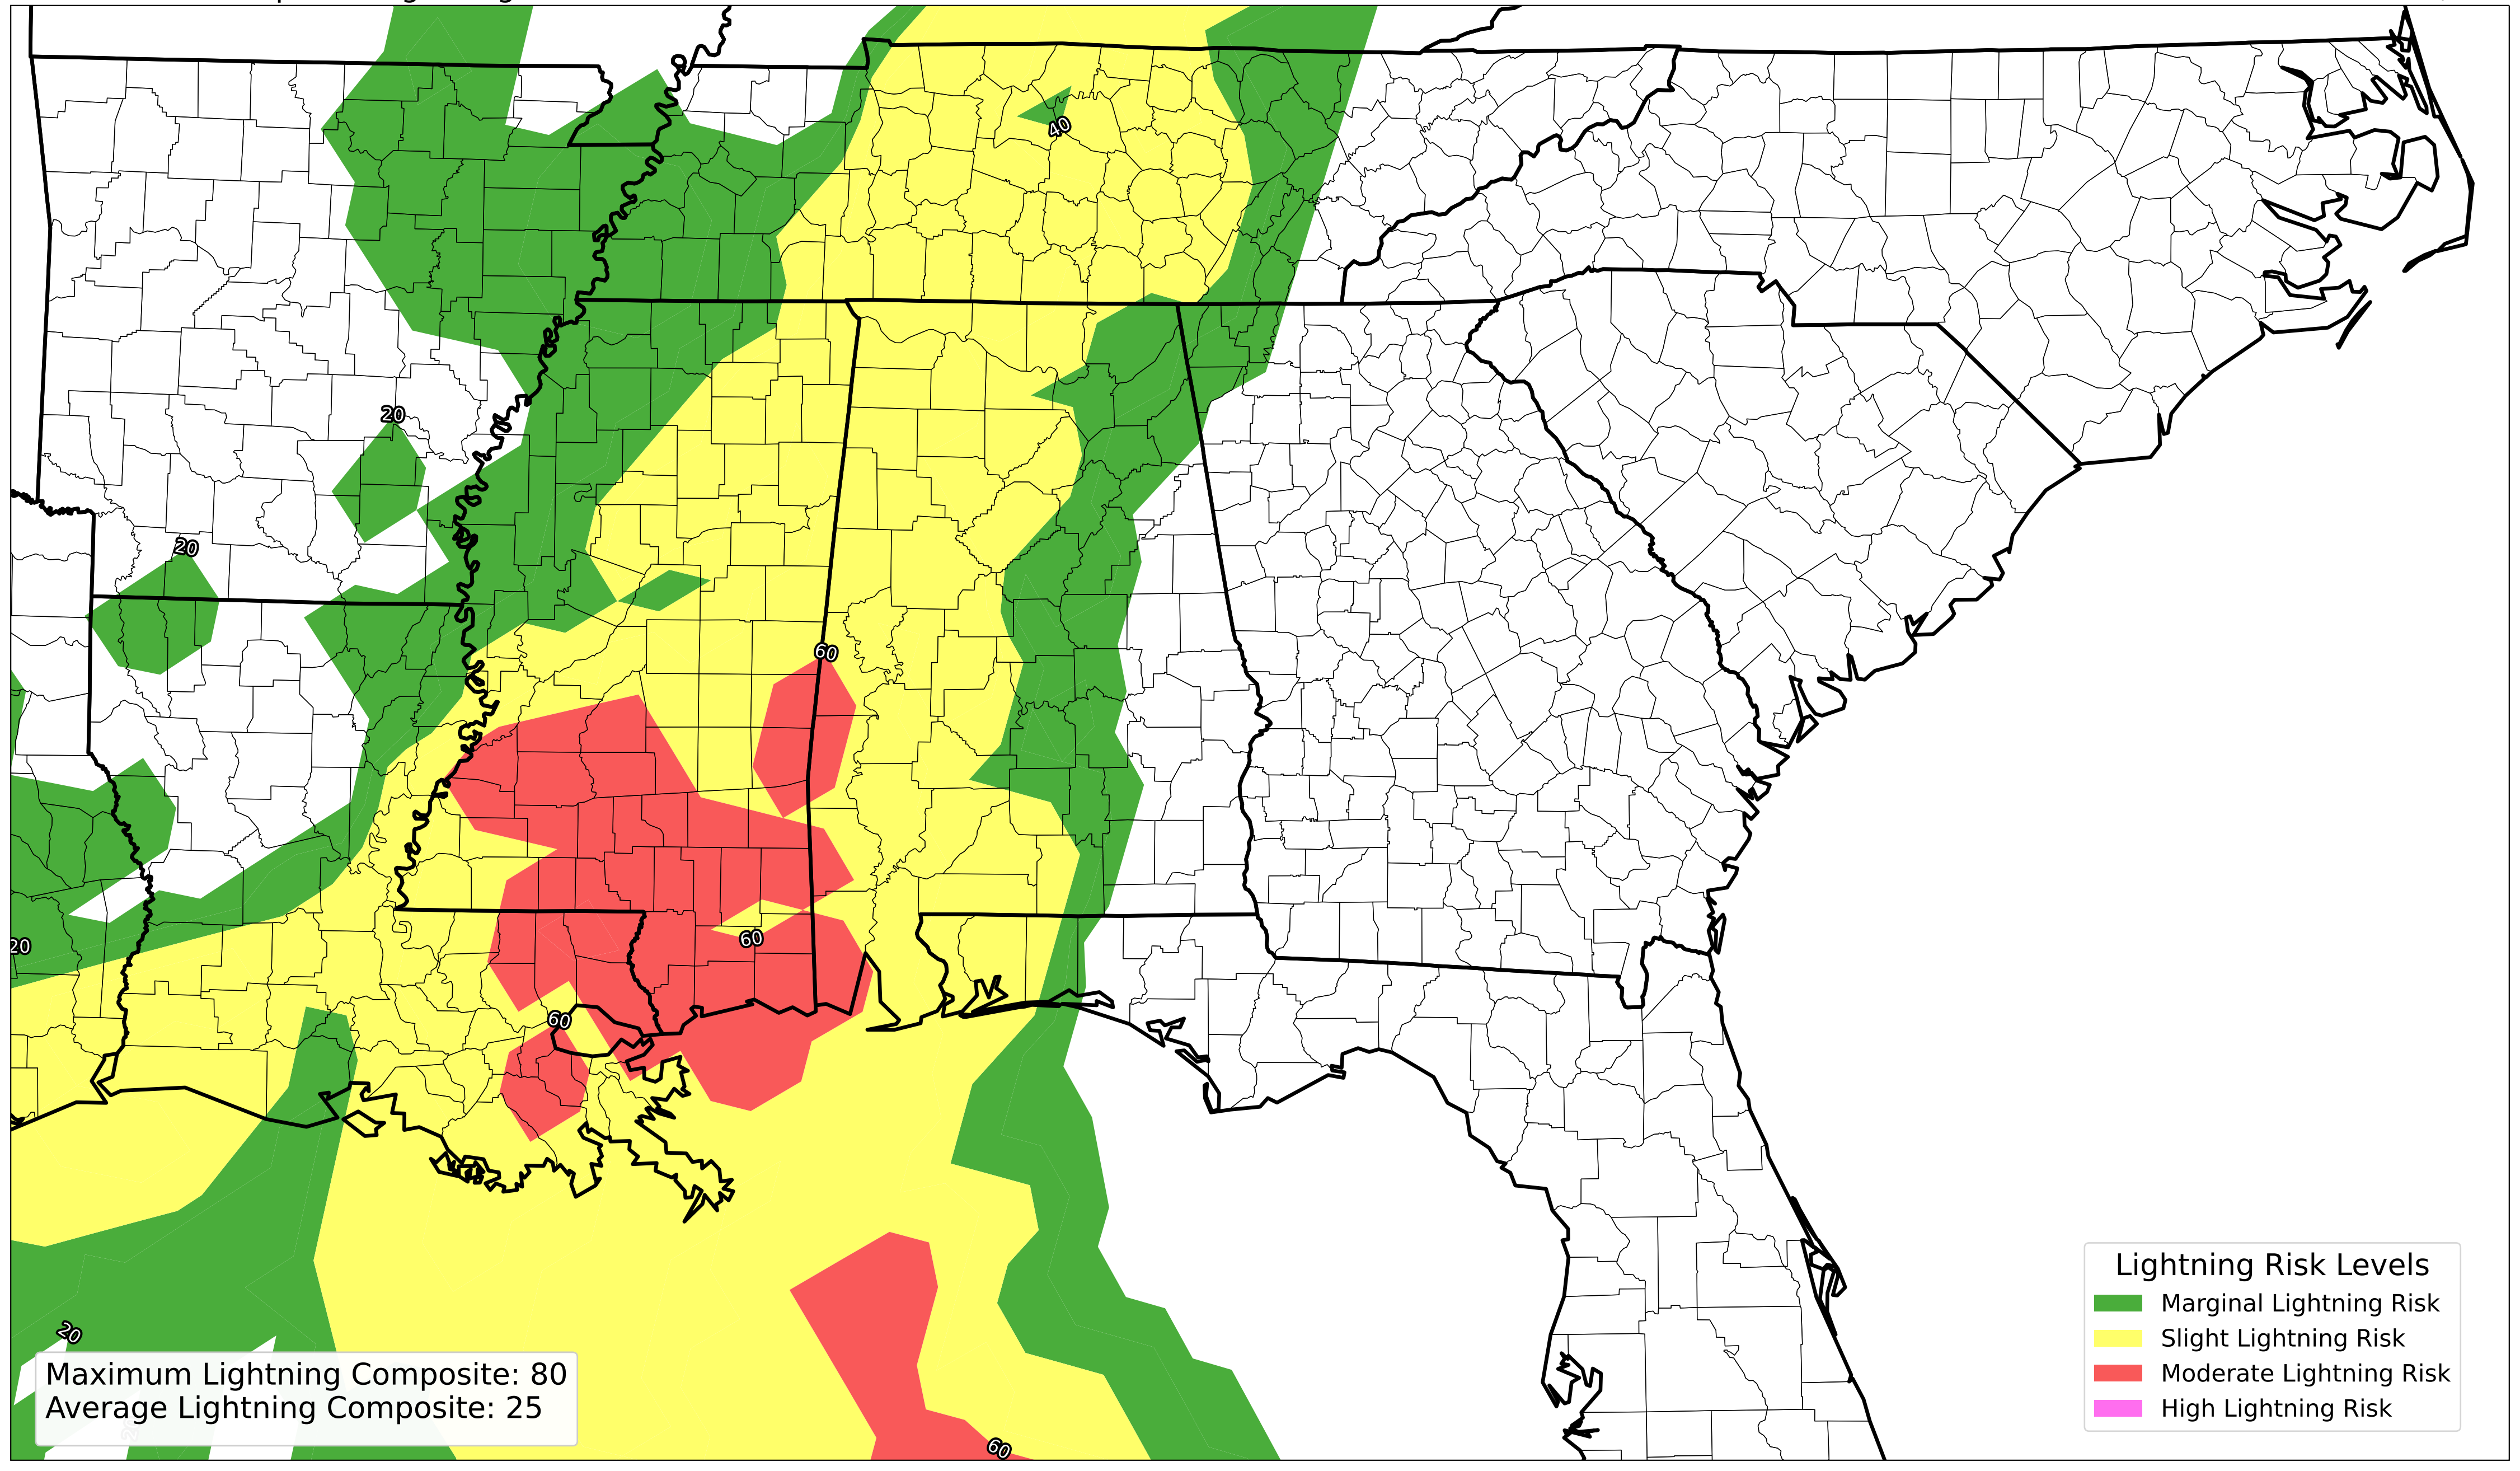 40
20
20
60
60
20
60
20
60
Maximum Lightning Composite: 80
Average Lightning Composite: 25
Lightning Risk Levels
Marginal Lightning Risk
Slight Lightning Risk
Moderate Lightning Risk
High Lightning Risk